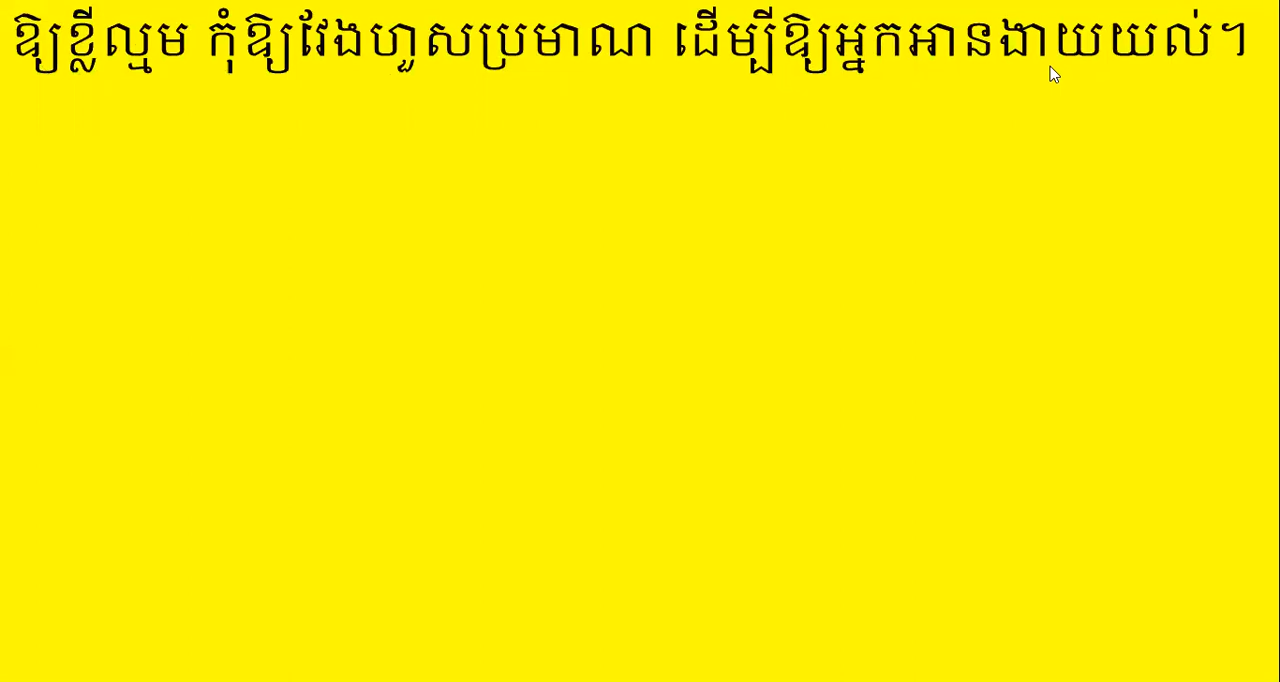 ឱ្យខ្លីល្មម កុំឱ្យវែងហួសប្រមាណ ដើម្បីឱ្យអ្នកអានងាយយល់។